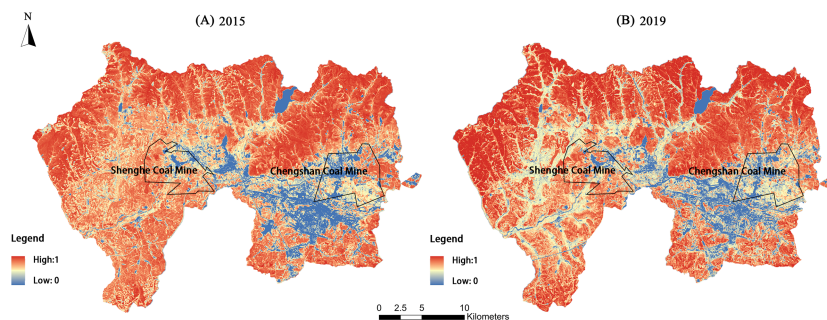 N
(A) 2015
(B) 2019
Shenghe Coal Mine
Chengshan Coal Mine
Shenghe Coal Mine
Chengshan Coal Mine
Legend
High:1
Low: 0
Legend
High:1
Low: 0
0 2.5 5 10
Kilometers